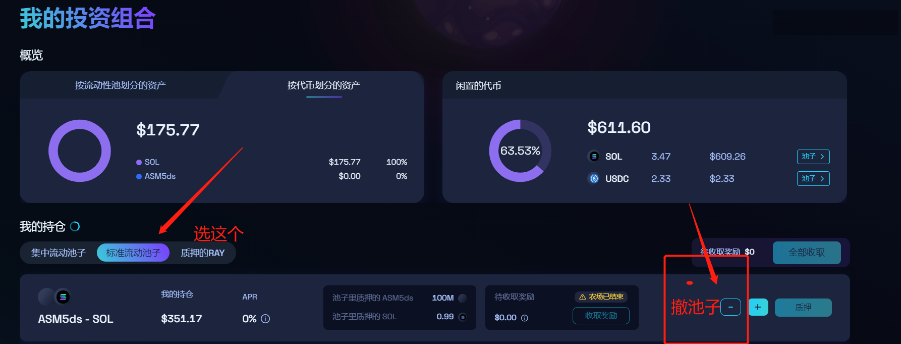 我的投资组合
概览
按流动性池划分的资产
按代币划分的资产
$175.77
SOL $175.77 100%
ASM5ds $0.00 0%
闲置的代币
63.53%
$611.60
SOL 3.47 $609.26 池子 >
USDC 2.33 $2.33 池子 >
我的持仓
选这个
集中流动池子 标准流动池子 质押的RAY
待收取奖励 $0 全部收取
ASM5ds - SOL
我的持仓
$351.17
APR
0%
池子里质押的 ASM5ds 100M
池子里质押的 SOL 0.99
待收取奖励 农场已结束
$0.00 收取奖励
撤池子
- + 质押